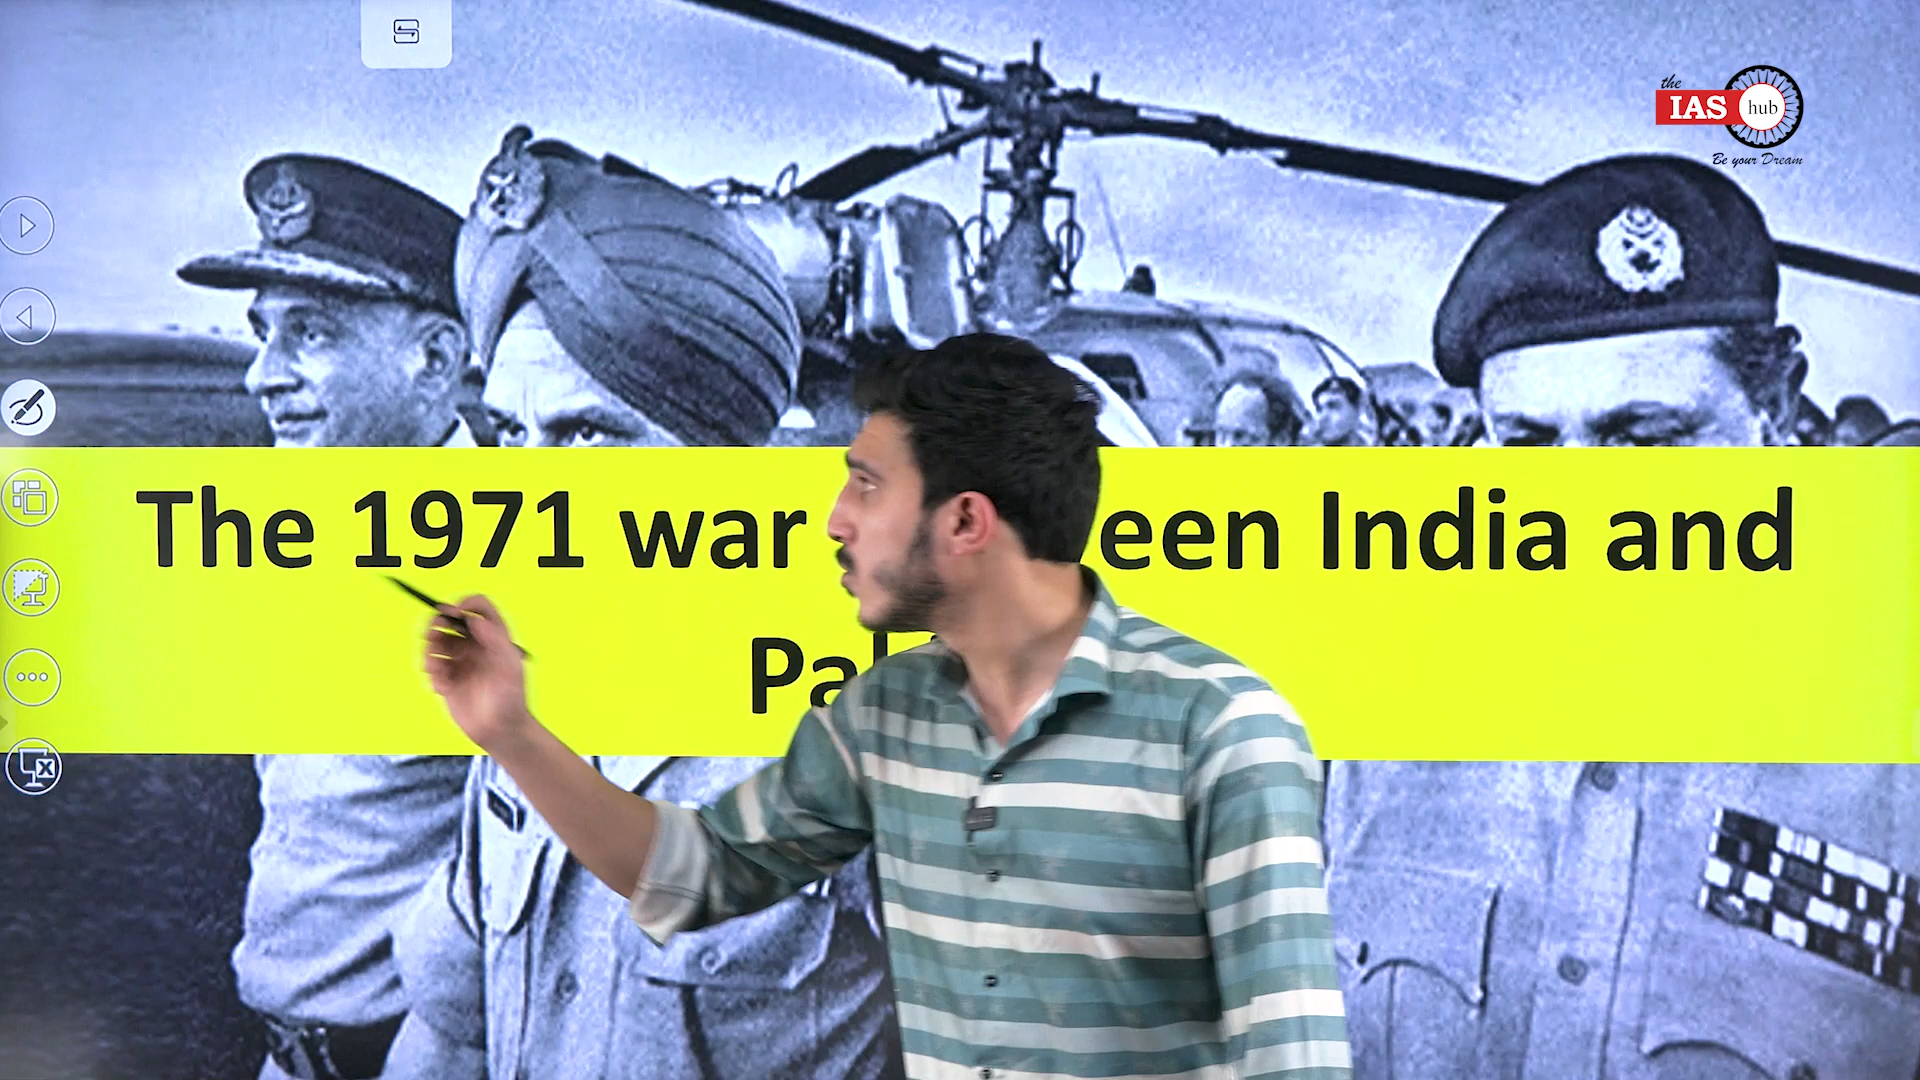 the
IAS hub
Be your Dream
The 1971 war een India and
Pa